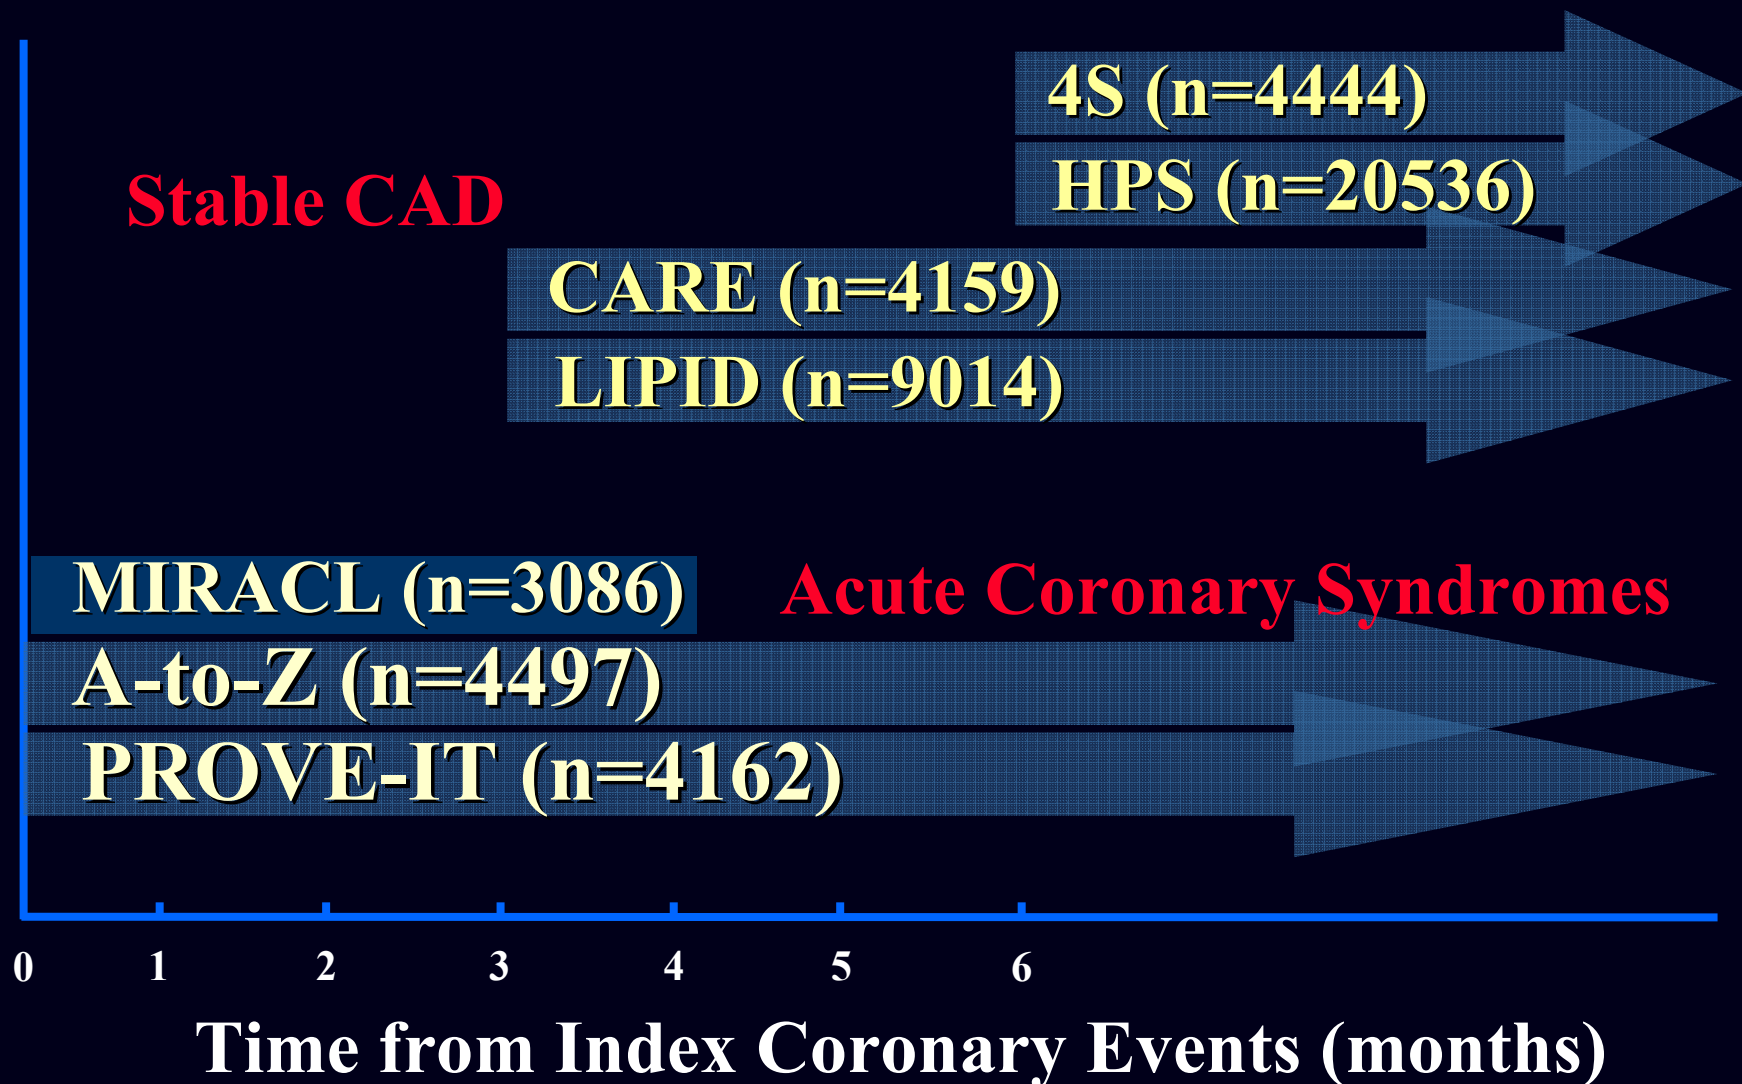 4S (n=4444)
HPS (n=20536)
Stable CAD
CARE (n=4159)
LIPID (n=9014)
MIRACL (n=3086)
Acute Coronary Syndromes
A-to-Z (n=4497)
PROVE-IT (n=4162)
0 1 2 3 4 5 6
Time from Index Coronary Events (months)